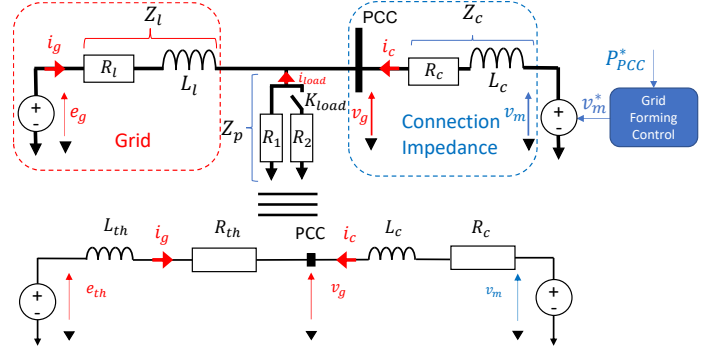 Z_l
PCC
Z_c
i_g
i_c
P*_PCC
R_l
L_l
R_c
L_c
i_load
K_load
+
-
e_g
Grid
Z_p
R_1
R_2
v_g
Connection
Impedance
v_m
+
-
v*_m
Grid
Forming
Control
L_th
i_g
R_th
PCC
i_c
L_c
R_c
+
-
e_th
v_g
v_m
+
-